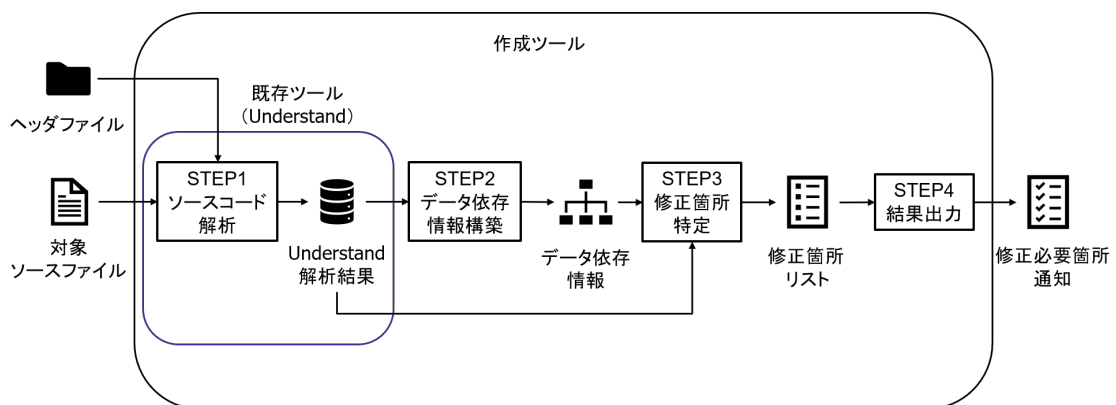 作成ツール
ヘッダファイル
既存ツール
（Understand）
対象
ソースファイル
STEP1
ソースコード
解析
Understand
解析結果
STEP2
データ依存
情報構築
データ依存
情報
STEP3
修正箇所
特定
修正箇所
リスト
STEP4
結果出力
修正必要箇所
通知